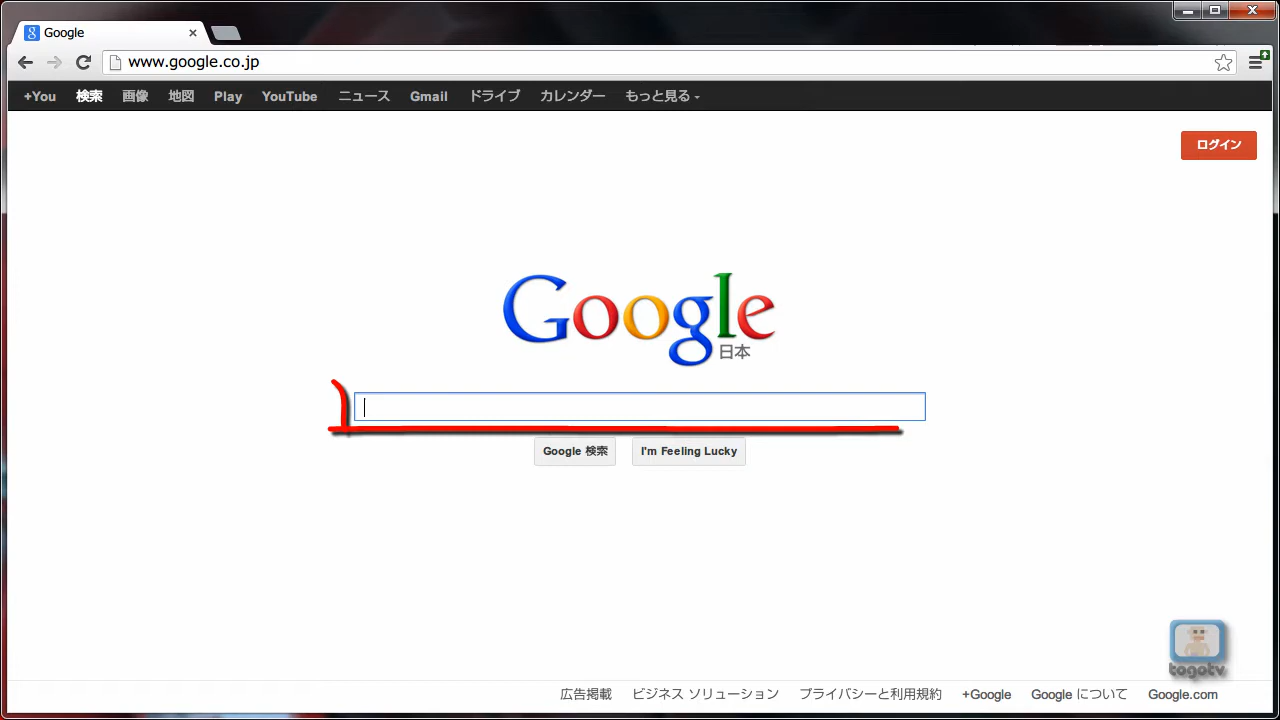 Google
www.google.co.jp
+You 検索 画像 地図 Play YouTube ニュース Gmail ドライブ カレンダー もっと見る
ログイン
Google
日本
Google 検索 I'm Feeling Lucky
togotv
広告掲載 ビジネス ソリューション プライバシーと利用規約 +Google Google について Google.com